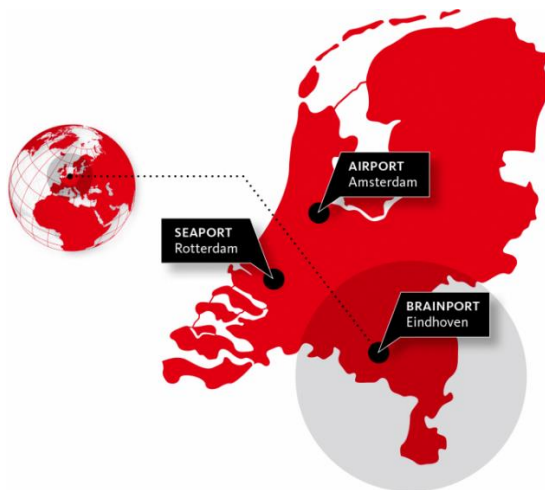 AIRPORT
Amsterdam
SEAPORT
Rotterdam
BRAINPORT
Eindhoven